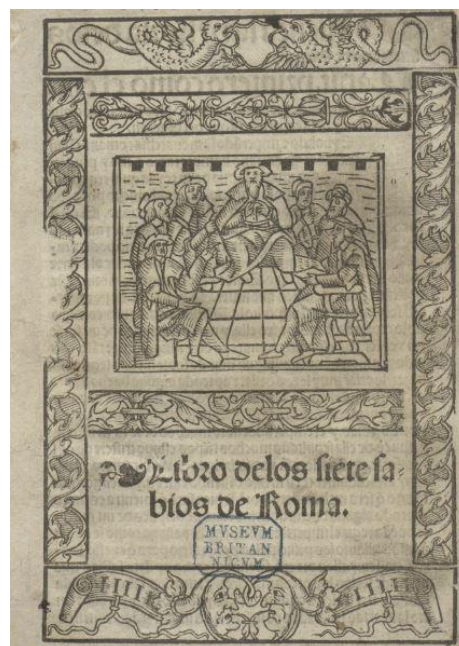 Libro delos siete sa-
bios de Roma.
MVSEVM
BRITAN
NICVM